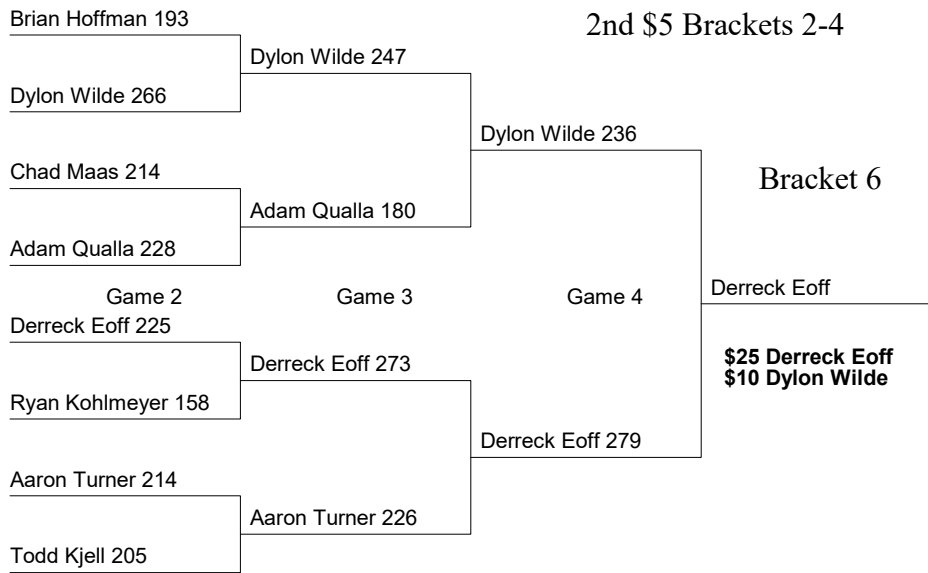 2nd $5 Brackets 2-4
Bracket 6
Brian Hoffman 193
Dylon Wilde 266
Chad Maas 214
Adam Qualla 228
Game 2
Derreck Eoff 225
Ryan Kohlmeyer 158
Aaron Turner 214
Todd Kjell 205
Dylon Wilde 247
Adam Qualla 180
Game 3
Derreck Eoff 273
Aaron Turner 226
Dylon Wilde 236
Game 4
Derreck Eoff 279
Derreck Eoff
$25 Derreck Eoff
$10 Dylon Wilde